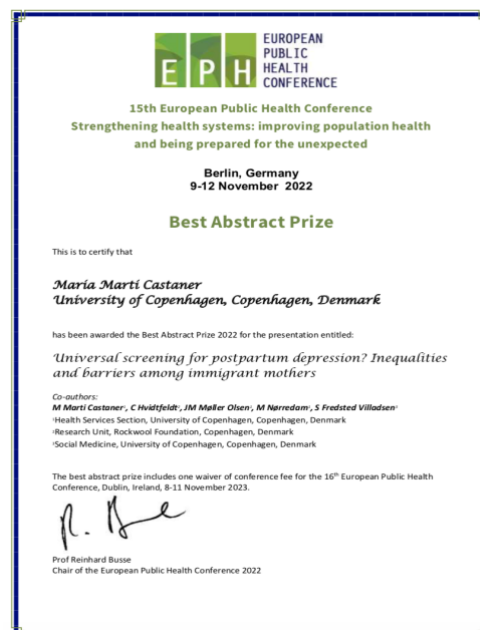 EPH
EUROPEAN
PUBLIC
HEALTH
CONFERENCE
15th European Public Health Conference
Strengthening health systems: improving population health
and being prepared for the unexpected
Berlin, Germany
9-12 November 2022
Best Abstract Prize
This is to certify that
Maria Marti Castaner
University of Copenhagen, Copenhagen, Denmark
has been awarded the Best Abstract Prize 2022 for the presentation entitled:
Universal screening for postpartum depression? Inequalities
and barriers among immigrant mothers
Co-authors:
M Marti Castaner, C Hvidtfeldt, JM Møller Olsen, M Nørredam, S Fredsted Villadsen
Health Services Section, University of Copenhagen, Copenhagen, Denmark
Research Unit, Rockwool Foundation, Copenhagen, Denmark
Social Medicine, University of Copenhagen, Copenhagen, Denmark
The best abstract prize includes one waiver of conference fee for the 16th European Public Health
Conference, Dublin, Ireland, 8-11 November 2023.
Prof Reinhard Busse
Chair of the European Public Health Conference 2022